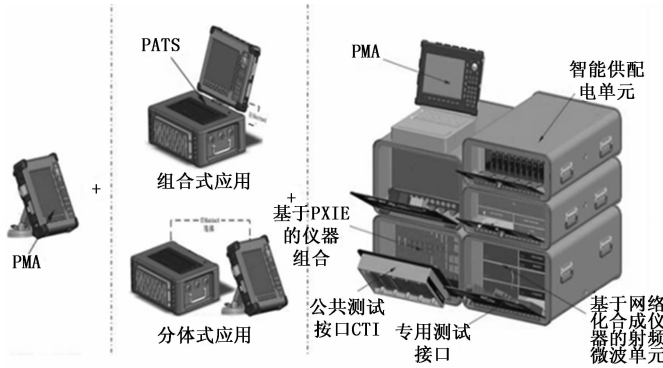 PMA
+
PATS
Ethernet
组合式应用
Ethernet
分体式应用
+
PMA
智能供配
电单元
基于PXIE
的仪器
组合
公共测试
接口CTI
专用测试
接口
基于网络
化合成仪
器的射频
微波单元